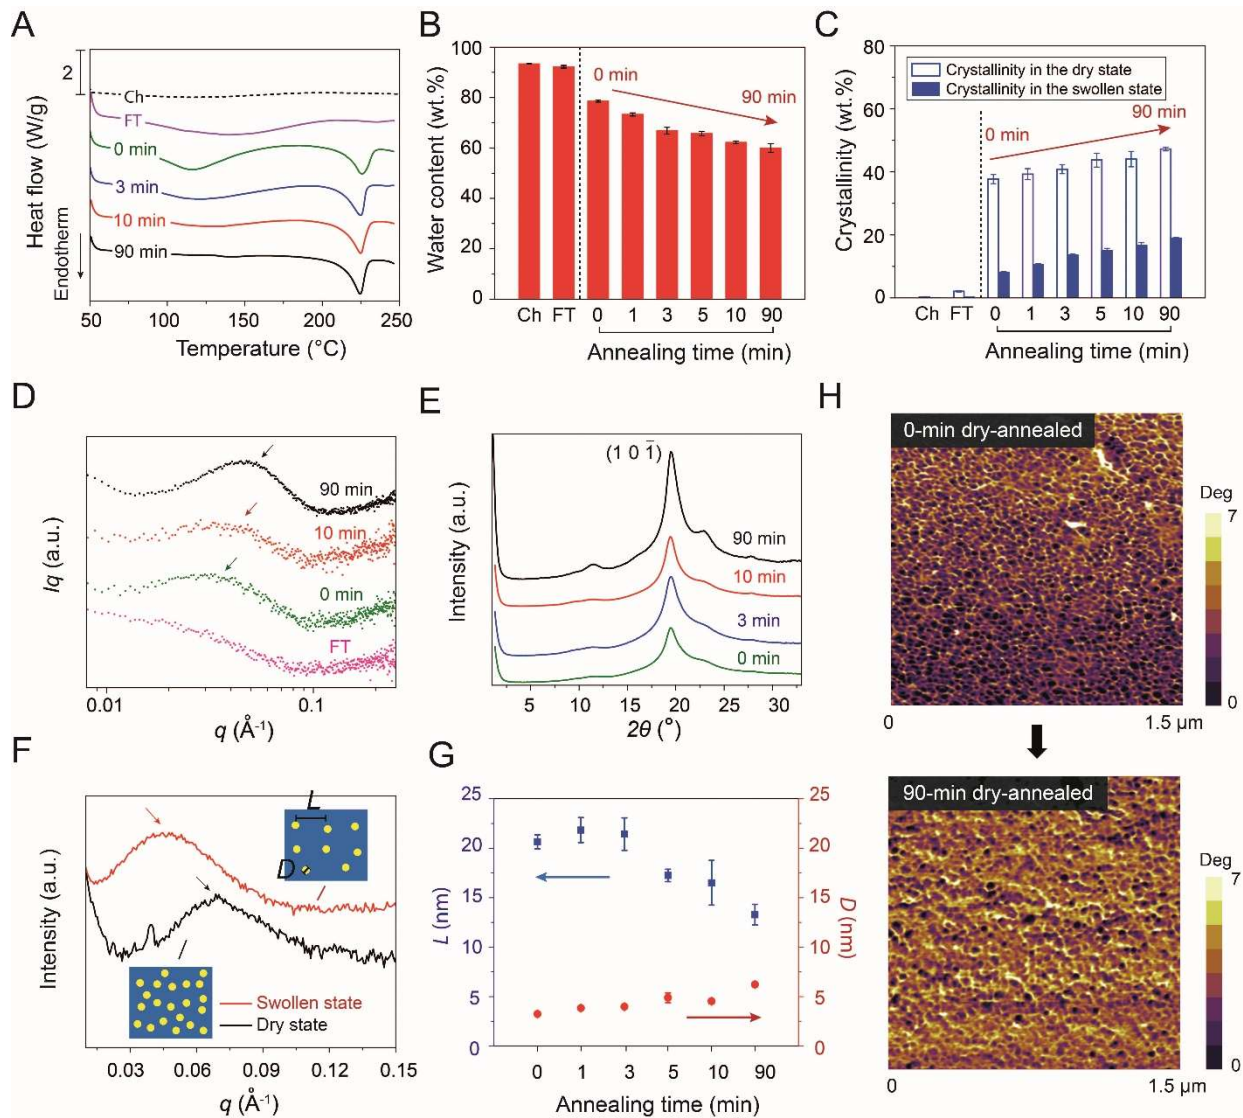 A
2
Heat flow (W/g)
Endotherm
Ch
FT
0 min
3 min
10 min
90 min
50 100 150 200 250
Temperature (°C)
B
Water content (wt.%)
100
80
60
40
20
0
0 min
90 min
Ch FT 0 1 3 5 10 90
Annealing time (min)
C
Crystallinity (wt.%)
80
60
40
20
0
Crystallinity in the dry state
Crystallinity in the swollen state
0 min
90 min
Ch FT 0 1 3 5 10 90
Annealing time (min)
D
Iq (a.u.)
90 min
10 min
0 min
FT
0.01 0.1
q (Å⁻¹)
E
Intensity (a.u.)
(1 0 1̄)
90 min
10 min
3 min
0 min
5 10 15 20 25 30
2θ (°)
H
0-min dry-annealed
Deg
7
0
0 1.5 µm
90-min dry-annealed
Deg
7
0
0 1.5 µm
F
Intensity (a.u.)
L
D
Swollen state
Dry state
0.03 0.06 0.09 0.12 0.15
q (Å⁻¹)
G
L (nm)
25
20
15
10
5
0
25
20
15
10
5
0
D (nm)
0 1 3 5 10 90
Annealing time (min)